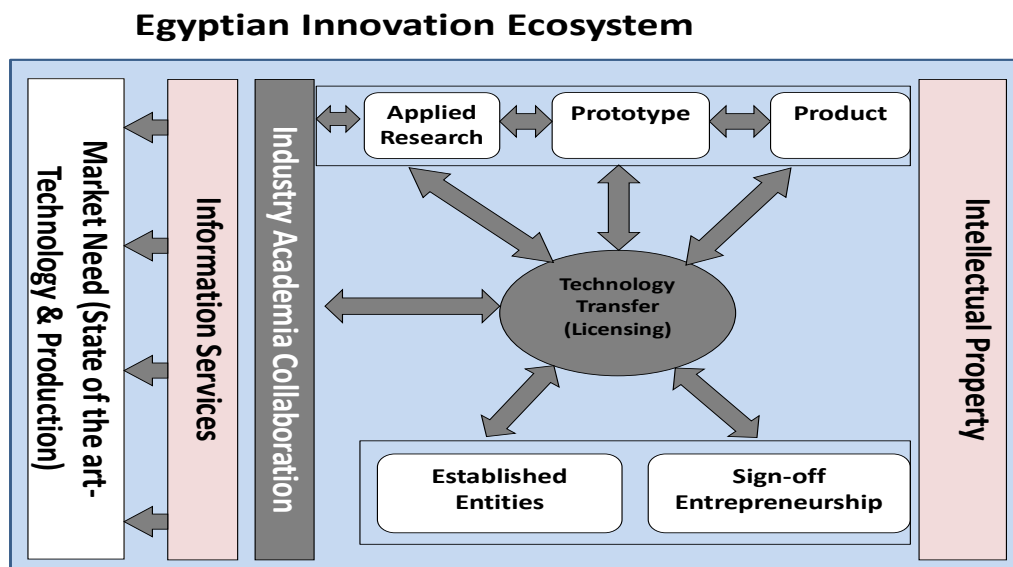 Egyptian Innovation Ecosystem
Market Need (State of the art-
Technology & Production)
Information Services
Industry Academia Collaboration
Applied
Research
Prototype
Product
Technology
Transfer
(Licensing)
Established
Entities
Sign-off
Entrepreneurship
Intellectual Property